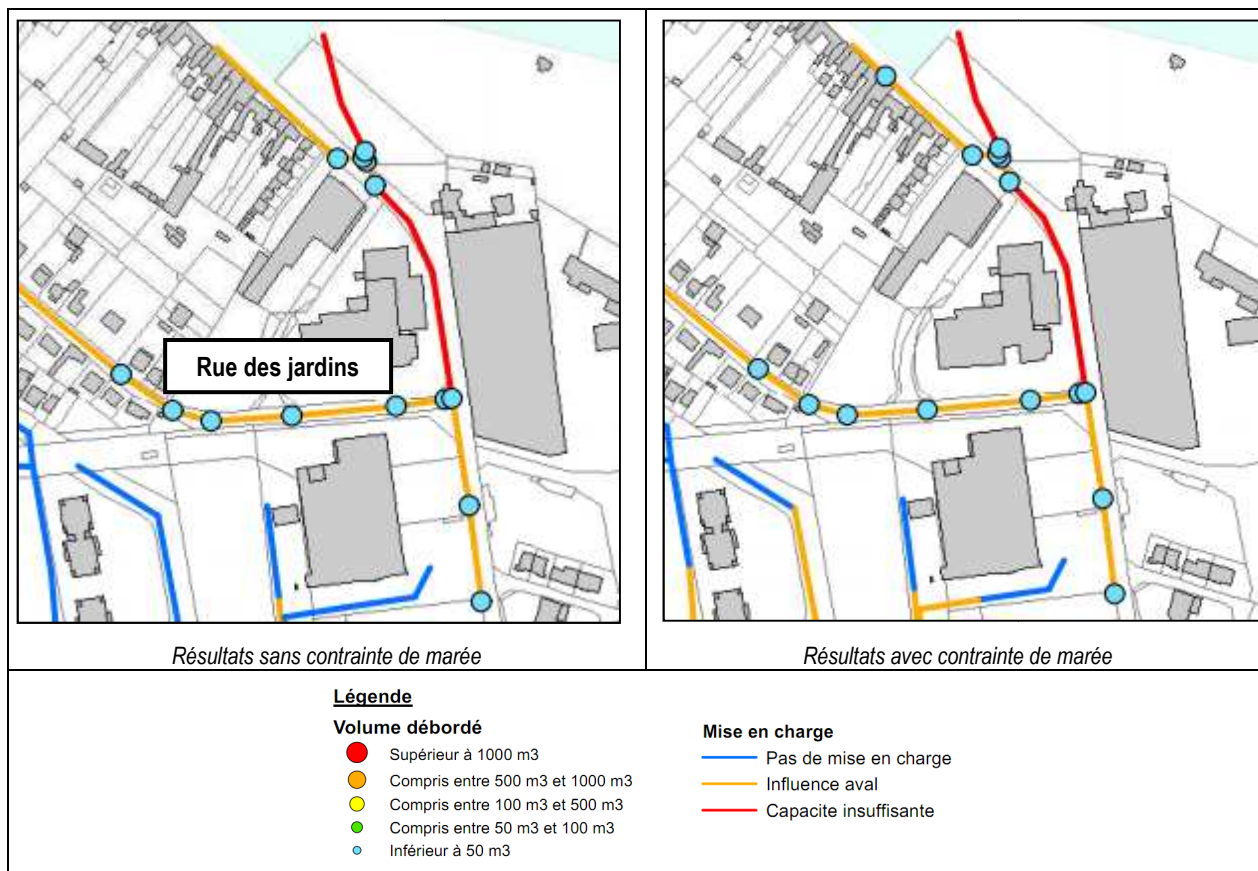 Rue des jardins
Résultats sans contrainte de marée
Résultats avec contrainte de marée
Légende
Volume débordé
Supérieur à 1000 m3
Compris entre 500 m3 et 1000 m3
Compris entre 100 m3 et 500 m3
Compris entre 50 m3 et 100 m3
Inférieur à 50 m3
Mise en charge
Pas de mise en charge
Influence aval
Capacite insuffisante